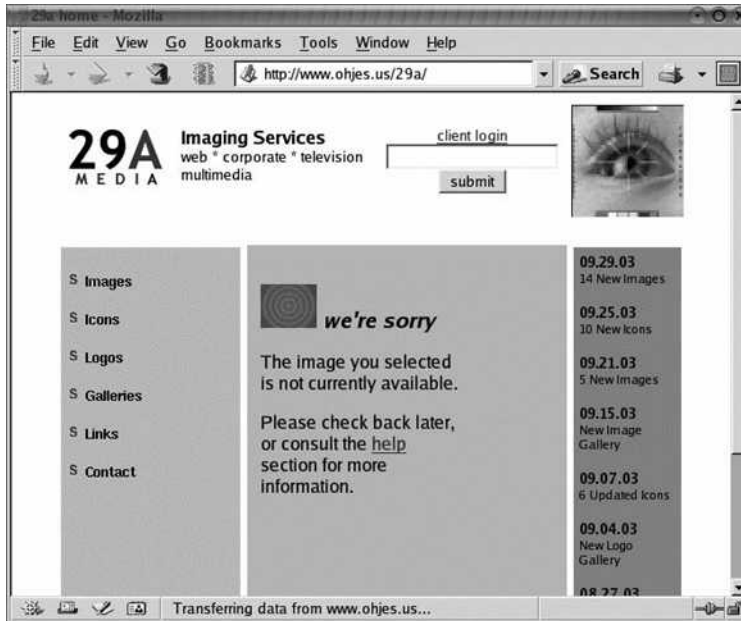 29a home - Mozilla
File Edit View Go Bookmarks Tools Window Help
http://www.ohjes.us/29a/
Search
29A
MEDIA
Imaging Services
web * corporate * television
multimedia
client login
submit
S Images
S Icons
S Logos
S Galleries
S Links
S Contact
we're sorry
The image you selected
is not currently available.
Please check back later,
or consult the help
section for more
information.
09.29.03
14 New Images
09.25.03
10 New Icons
09.21.03
5 New Images
09.15.03
New Image
Gallery
09.07.03
6 Updated Icons
09.04.03
New Logo
Gallery
08.27.03
Transferring data from www.ohjes.us...